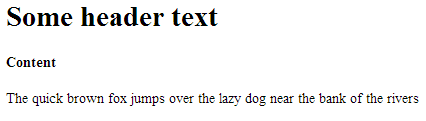 Some header text
Content
The quick brown fox jumps over the lazy dog near the bank of the rivers